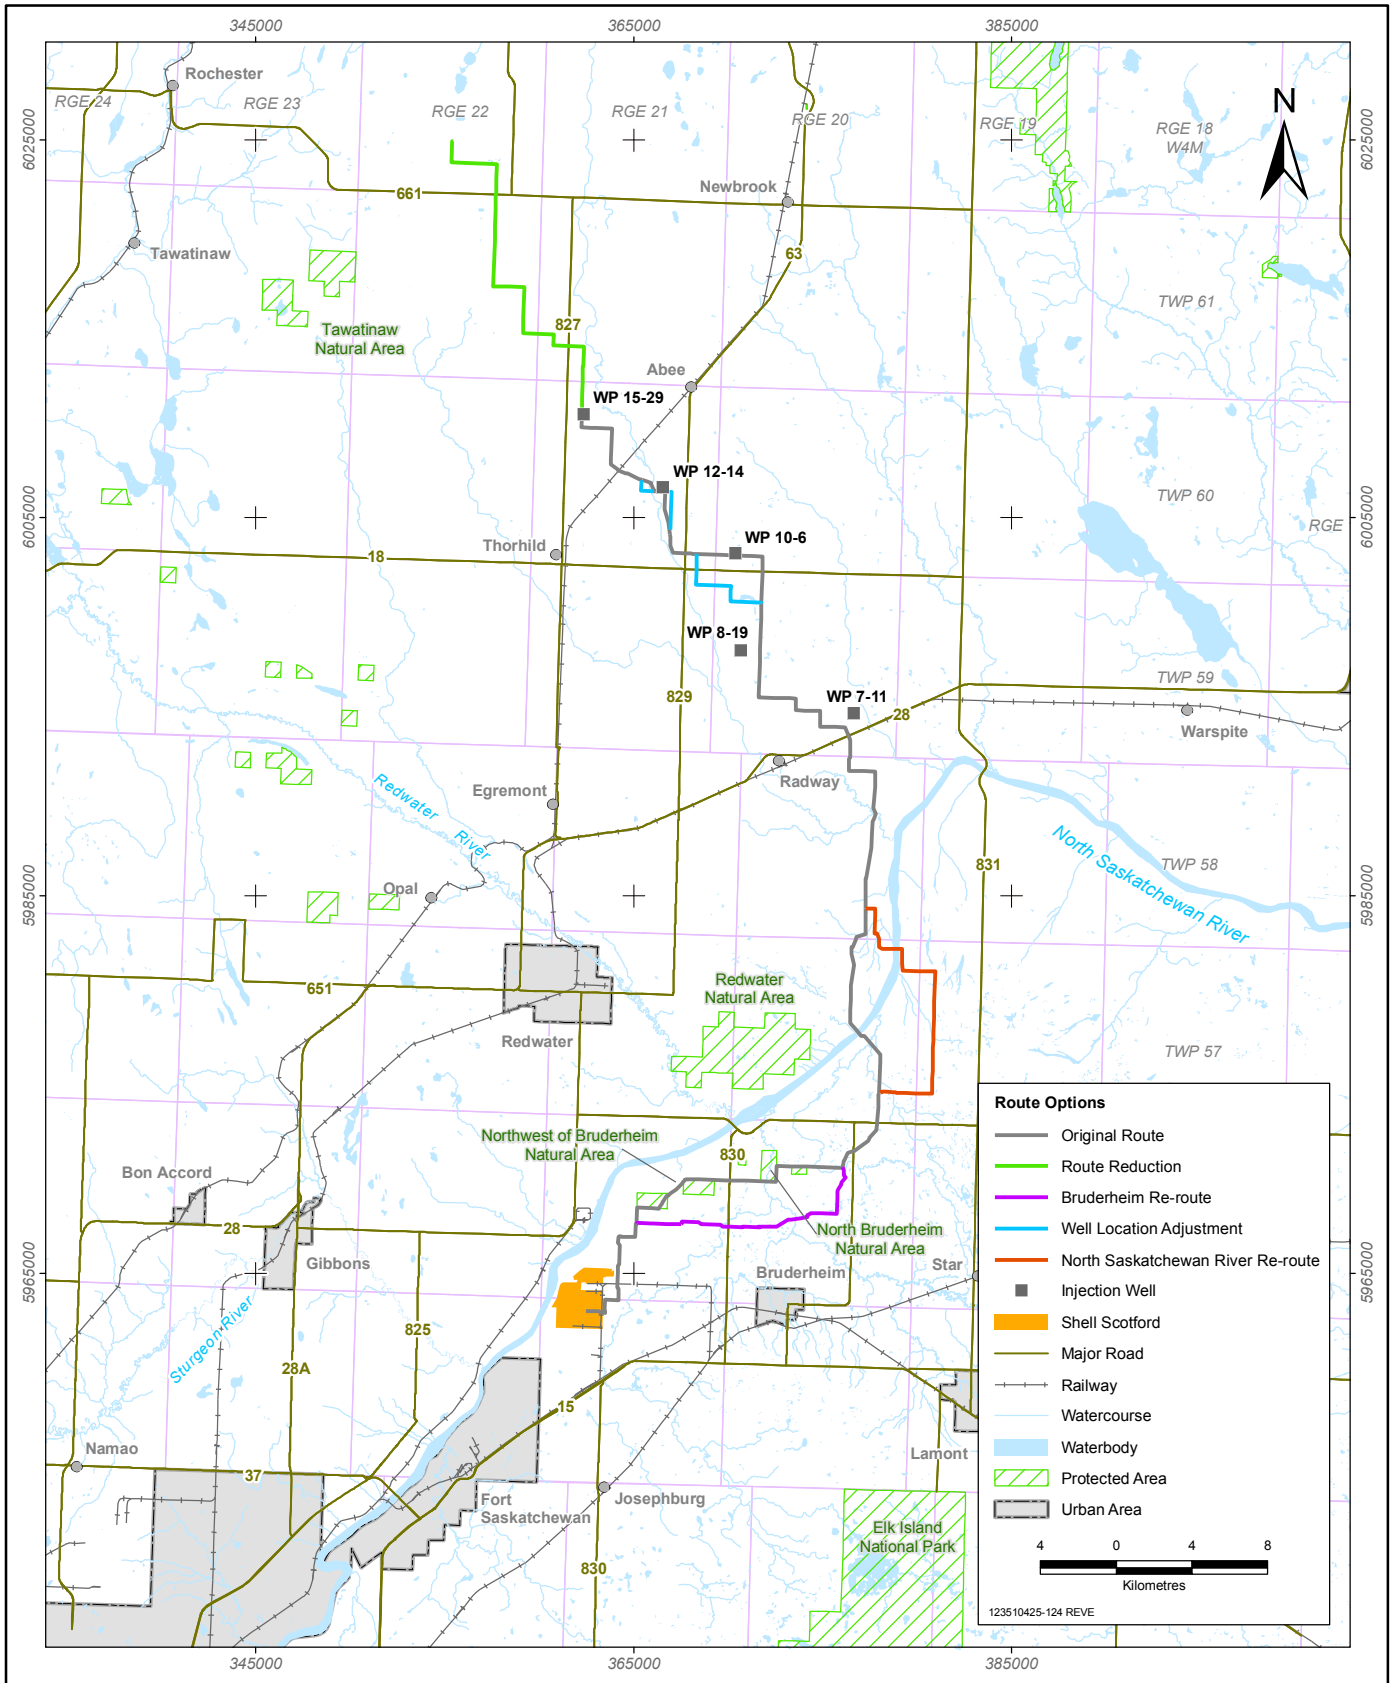 345000
365000
385000
Rochester
RGE 24
RGE 23
RGE 22
RGE 21
RGE 20
RGE 19
RGE 18
W4M
N
6025000
6025000
661
Newbrook
Tawatinaw
63
TWP 61
827
Tawatinaw
Natural Area
Abee
WP 15-29
WP 12-14
TWP 60
6005000
6005000
RGE
WP 10-6
Thorhild
18
WP 8-19
TWP 59
829
WP 7-11
28
Warspite
Radway
Redwater
River
Egremont
North Saskatchewan River
TWP 58
831
Opal
5985000
5985000
651
Redwater
Natural Area
Redwater
TWP 57
Northwest of Bruderheim
Natural Area
830
Bon Accord
28
Gibbons
North Bruderheim
Natural Area
Bruderheim
Star
5965000
5965000
Sturgeon River
825
28A
15
Namao
37
Lamont
Fort
Saskatchewan
Josephburg
Elk Island
National Park
830
Route Options
Original Route
Route Reduction
Bruderheim Re-route
Well Location Adjustment
North Saskatchewan River Re-route
Injection Well
Shell Scotford
Major Road
Railway
Watercourse
Waterbody
Protected Area
Urban Area
4 0 4 8
Kilometres
123510425-124 REVE
345000
365000
385000